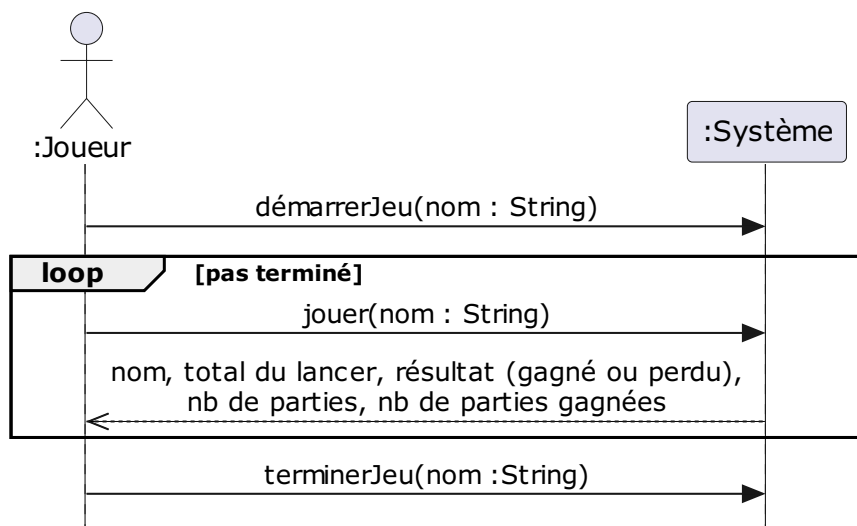 :Joueur
:Système
démarrerJeu(nom : String)
loop [pas terminé]
jouer(nom : String)
nom, total du lancer, résultat (gagné ou perdu),
nb de parties, nb de parties gagnées
terminerJeu(nom :String)